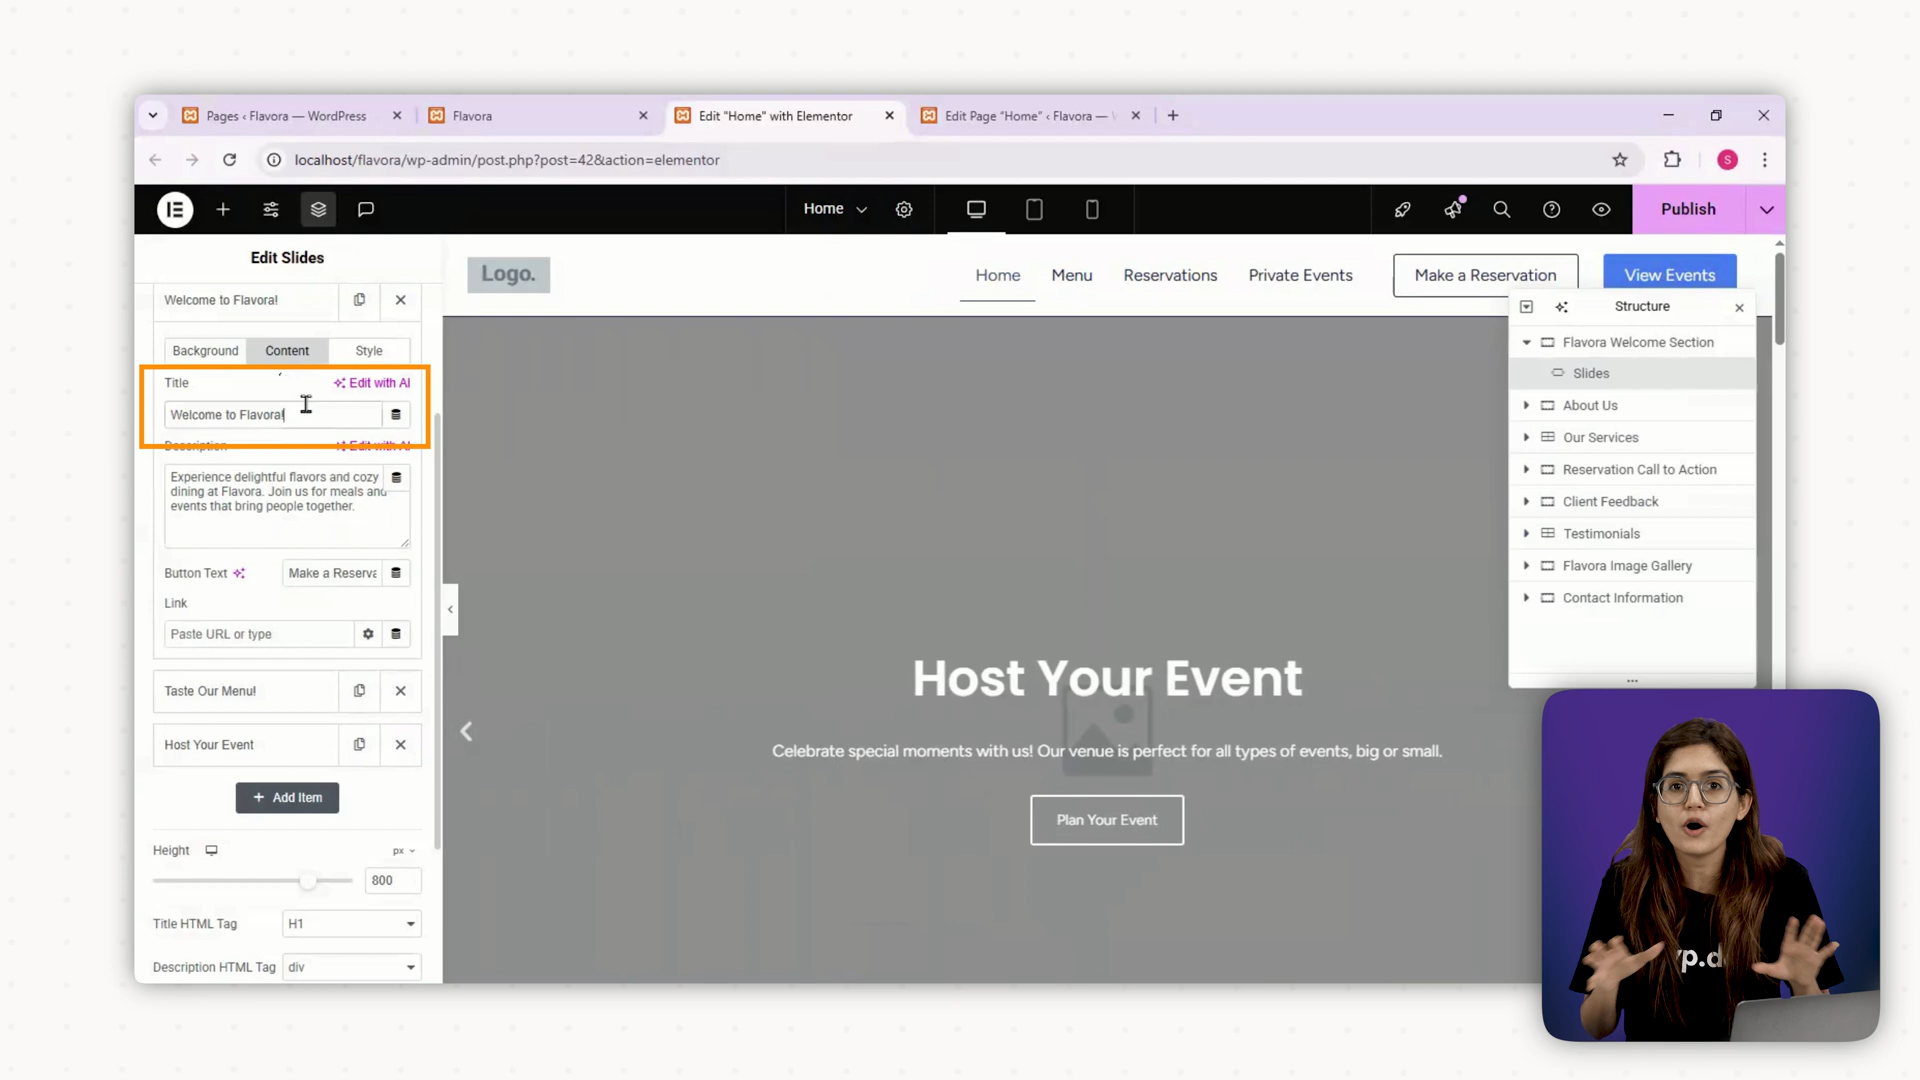 Pages ‹ Flavora — WordPress
Flavora
Edit "Home" with Elementor
Edit Page "Home" ‹ Flavora —
localhost/flavora/wp-admin/post.php?post=42&action=elementor
S
Home
Publish
Edit Slides
Welcome to Flavora!
Background
Content
Style
Title
Edit with AI
Welcome to Flavora!
Description
Edit with AI
Experience delightful flavors and cozy
dining at Flavora. Join us for meals and
events that bring people together.
Button Text
Make a Reserva
Link
Paste URL or type
Taste Our Menu!
Host Your Event
+ Add Item
Height
px
800
Title HTML Tag
H1
Description HTML Tag
div
Logo.
Home
Menu
Reservations
Private Events
Make a Reservation
View Events
Host Your Event
Celebrate special moments with us! Our venue is perfect for all types of events, big or small.
Plan Your Event
Structure
Flavora Welcome Section
Slides
About Us
Our Services
Reservation Call to Action
Client Feedback
Testimonials
Flavora Image Gallery
Contact Information